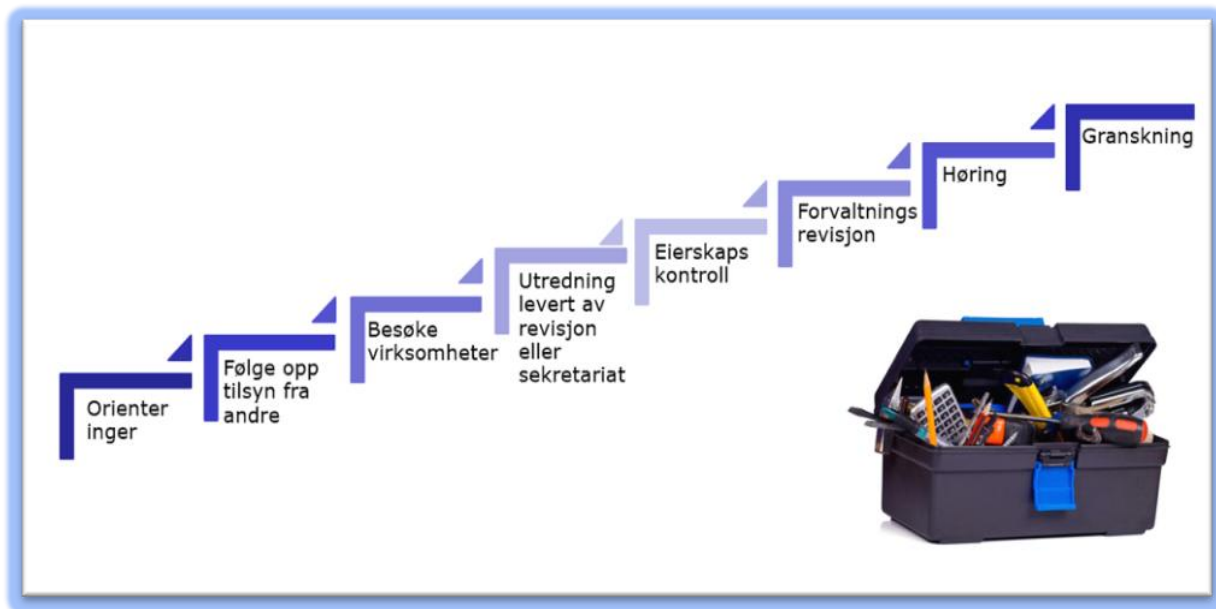 Orienter
inger
Følge opp
tilsyn fra
andre
Besøke
virksomheter
Utredning
levert av
revisjon
eller
sekretariat
Eierskaps
kontroll
Forvaltnings
revisjon
Høring
Granskning